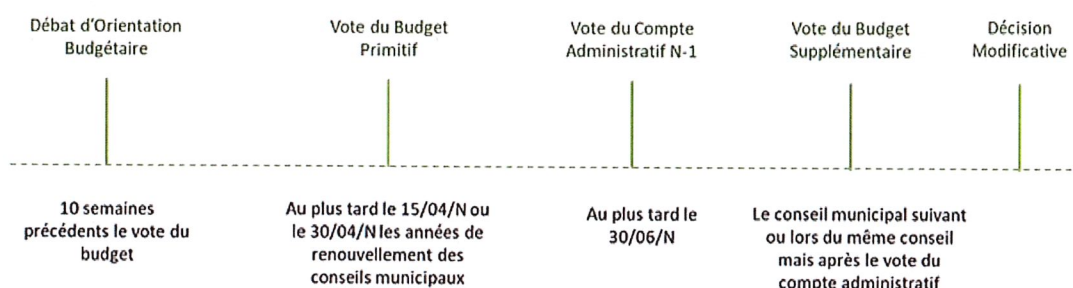 Débat d'Orientation
Budgétaire
Vote du Budget
Primitif
Vote du Compte
Administratif N-1
Vote du Budget
Supplémentaire
Décision
Modificative
10 semaines
précédents le vote du
budget
Au plus tard le 15/04/N ou
le 30/04/N les années de
renouvellement des
conseils municipaux
Au plus tard le
30/06/N
Le conseil municipal suivant
ou lors du même conseil
mais après le vote du
compte administratif